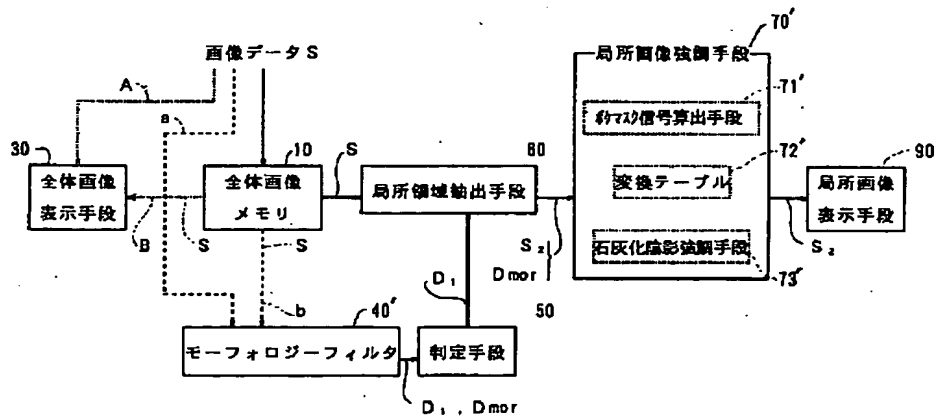 70′
画像データS
局所画像強調手段
71′
A
a
ボケマスク信号算出手段
30
10
60
72′
90
全体画像
表示手段
全体画像
メモリ
S
局所領域抽出手段
変換テーブル
局所画像
表示手段
B
S
S₂
Dmor
石灰化陰影強調手段
S₂
S
D₁
50
73′
b
40′
モーフォロジーフィルタ
判定手段
D₁,Dmor